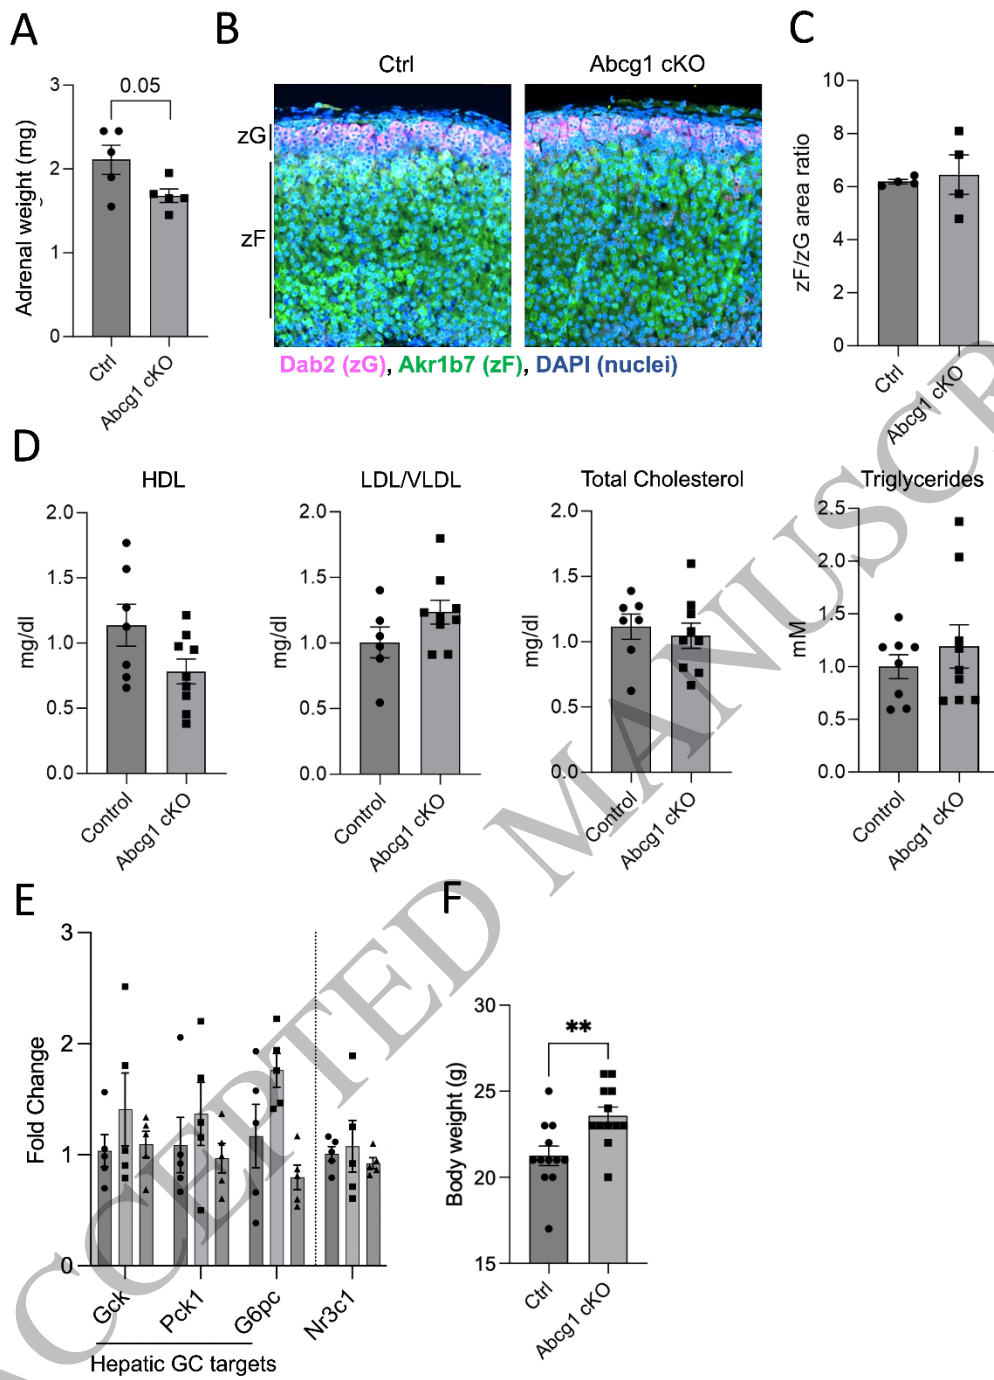 A
B
C
Adrenal weight (mg)
3
2
1
0
0.05
Ctrl
Abcg1 cKO
Ctrl
Abcg1 cKO
zG
zF
Dab2 (zG), Akr1b7 (zF), DAPI (nuclei)
zF/zG area ratio
10
8
6
4
2
0
Ctrl
Abcg1 cKO
D
HDL
mg/dl
2.0
1.5
1.0
0.5
0.0
Control
Abcg1 cKO
LDL/VLDL
mg/dl
2.0
1.5
1.0
0.5
0.0
Control
Abcg1 cKO
Total Cholesterol
mg/dl
2.0
1.5
1.0
0.5
0.0
Control
Abcg1 cKO
Triglycerides
mM
2.5
2.0
1.5
1.0
0.5
0.0
Control
Abcg1 cKO
E
Fold Change
3
2
1
0
Gck
Pck1
G6pc
Nr3c1
Hepatic GC targets
F
Body weight (g)
30
25
20
15
**
Ctrl
Abcg1 cKO
ACCEPTED MANUSCR